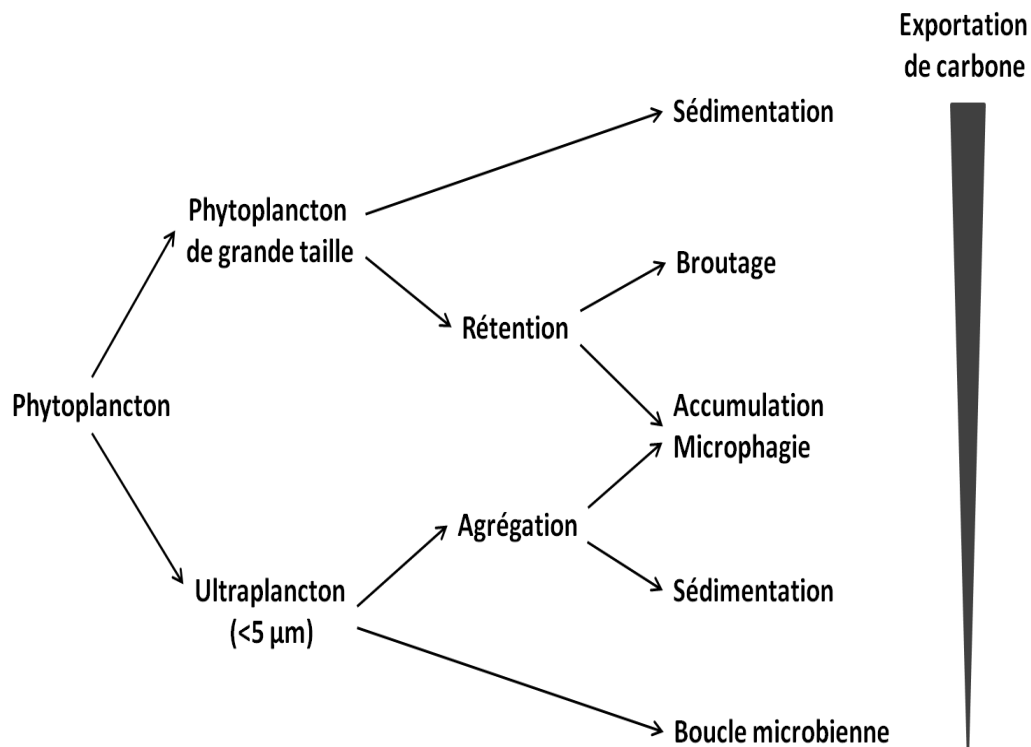 Exportation
de carbone
Sédimentation
Phytoplancton
de grande taille
Broutage
Rétention
Phytoplancton
Accumulation
Microphagie
Agrégation
Ultraplancton
(<5 µm)
Sédimentation
Boucle microbienne